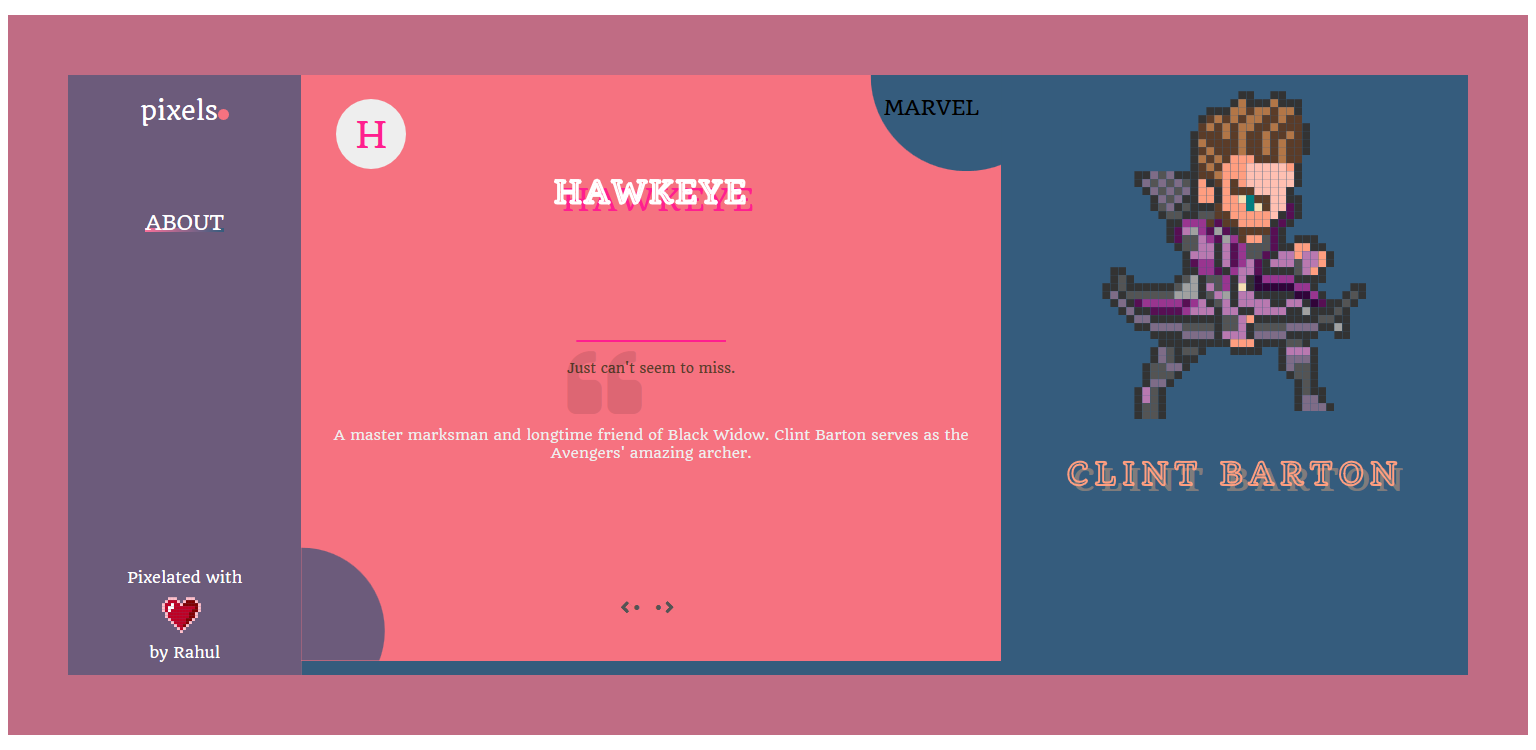 pixels
ABOUT
Pixelated with
by Rahul
H
MARVEL
HAWKEYE
Just can't seem to miss.
A master marksman and longtime friend of Black Widow. Clint Barton serves as the
Avengers' amazing archer.
CLINT BARTON